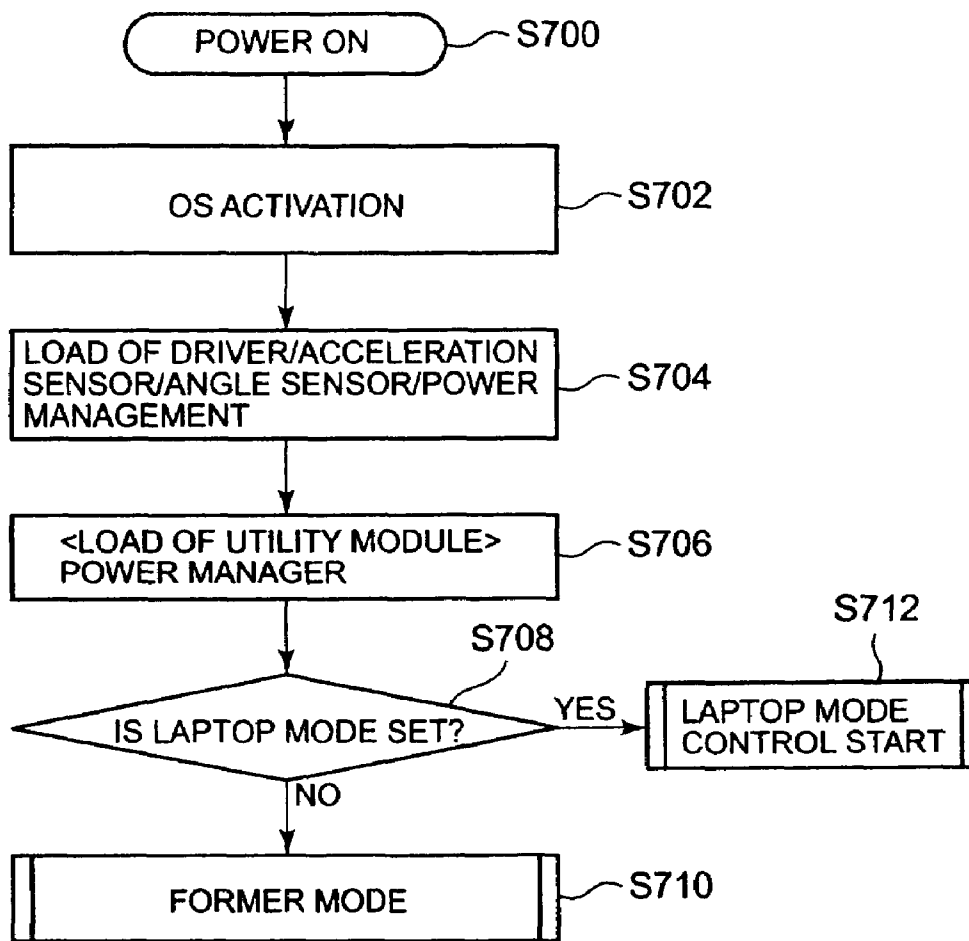 POWER ON
S700
OS ACTIVATION
S702
LOAD OF DRIVER/ACCELERATION
SENSOR/ANGLE SENSOR/POWER
MANAGEMENT
S704
<LOAD OF UTILITY MODULE>
POWER MANAGER
S706
S708
IS LAPTOP MODE SET?
YES
S712
LAPTOP MODE
CONTROL START
NO
FORMER MODE
S710